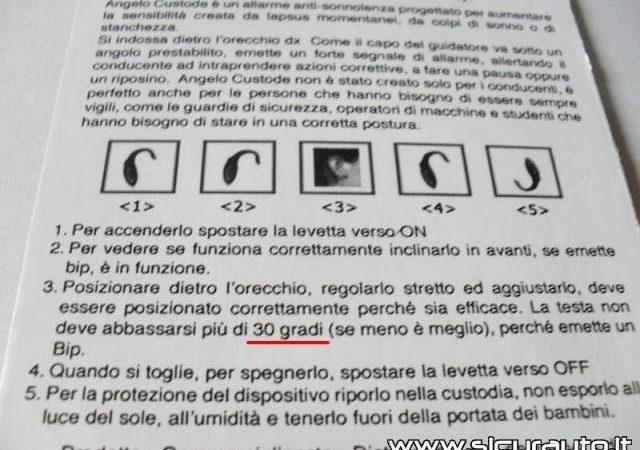 Angelo Custode è un allarme anti-sonnolenza progettato per aumentare
la sensibilità creata da lapsus momentanei, da colpi di sonno o di
stanchezza.
Si indossa dietro l'orecchio dx Come il capo del guidatore va sotto un
angolo prestabilito, emette un forte segnale di allarme, allertando il
conducente ad intraprendere azioni correttive, a fare una pausa oppure
un riposino. Angelo Custode non è stato creato solo per i conducenti, è
perfetto anche per le persone che hanno bisogno di essere sempre
vigili, come le guardie di sicurezza, operatori di macchine e studenti che
hanno bisogno di stare in una corretta postura.
<1> <2> <3> <4> <5>
1. Per accenderlo spostare la levetta verso ON
2. Per vedere se funziona correttamente inclinarlo in avanti, se emette
bip, è in funzione.
3. Posizionare dietro l'orecchio, regolarlo stretto ed aggiustarlo, deve
essere posizionato correttamente perché sia efficace. La testa non
deve abbassarsi più di 30 gradi (se meno è meglio), perché emette un
Bip.
4. Quando si toglie, per spegnerlo, spostare la levetta verso OFF
5. Per la protezione del dispositivo riporlo nella custodia, non esporlo all
luce del sole, all'umidità e tenerlo fuori della portata dei bambini.
www.sicurauto.it